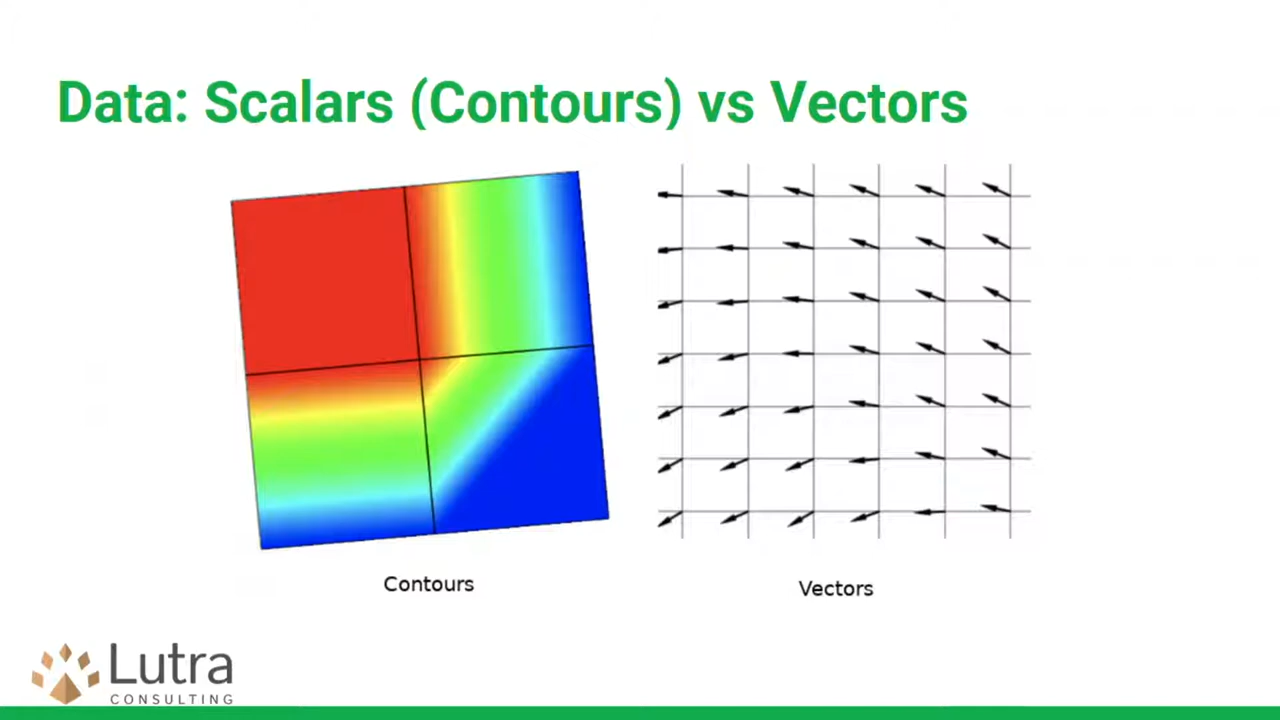 Data: Scalars (Contours) vs Vectors
Contours
Vectors
Lutra
CONSULTING